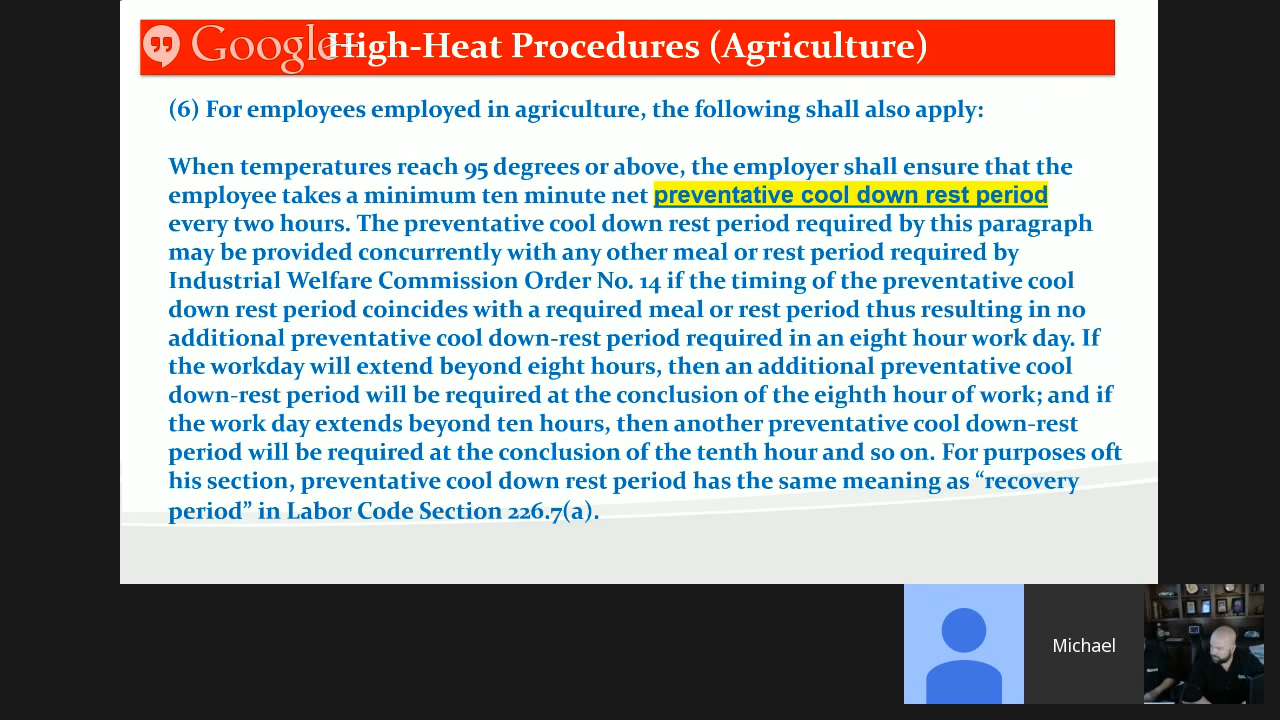 Google+ High-Heat Procedures (Agriculture)
(6) For employees employed in agriculture, the following shall also apply:
When temperatures reach 95 degrees or above, the employer shall ensure that the
employee takes a minimum ten minute net preventative cool down rest period
every two hours. The preventative cool down rest period required by this paragraph
may be provided concurrently with any other meal or rest period required by
Industrial Welfare Commission Order No. 14 if the timing of the preventative cool
down rest period coincides with a required meal or rest period thus resulting in no
additional preventative cool down-rest period required in an eight hour work day. If
the workday will extend beyond eight hours, then an additional preventative cool
down-rest period will be required at the conclusion of the eighth hour of work; and if
the work day extends beyond ten hours, then another preventative cool down-rest
period will be required at the conclusion of the tenth hour and so on. For purposes oft
his section, preventative cool down rest period has the same meaning as “recovery
period” in Labor Code Section 226.7(a).
Michael